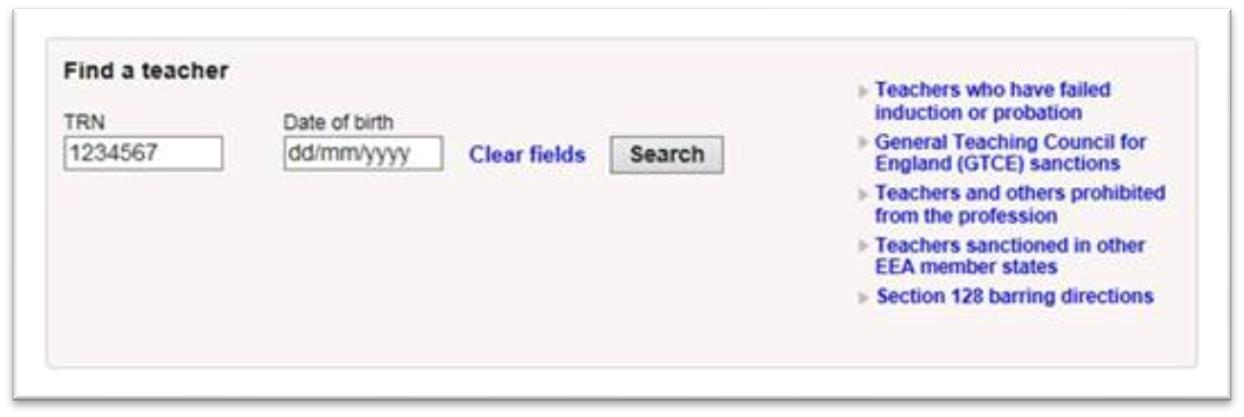 Find a teacher
TRN
Date of birth
1234567
dd/mm/yyyy
Clear fields
Search
Teachers who have failed
induction or probation
General Teaching Council for
England (GTCE) sanctions
Teachers and others prohibited
from the profession
Teachers sanctioned in other
EEA member states
Section 128 barring directions